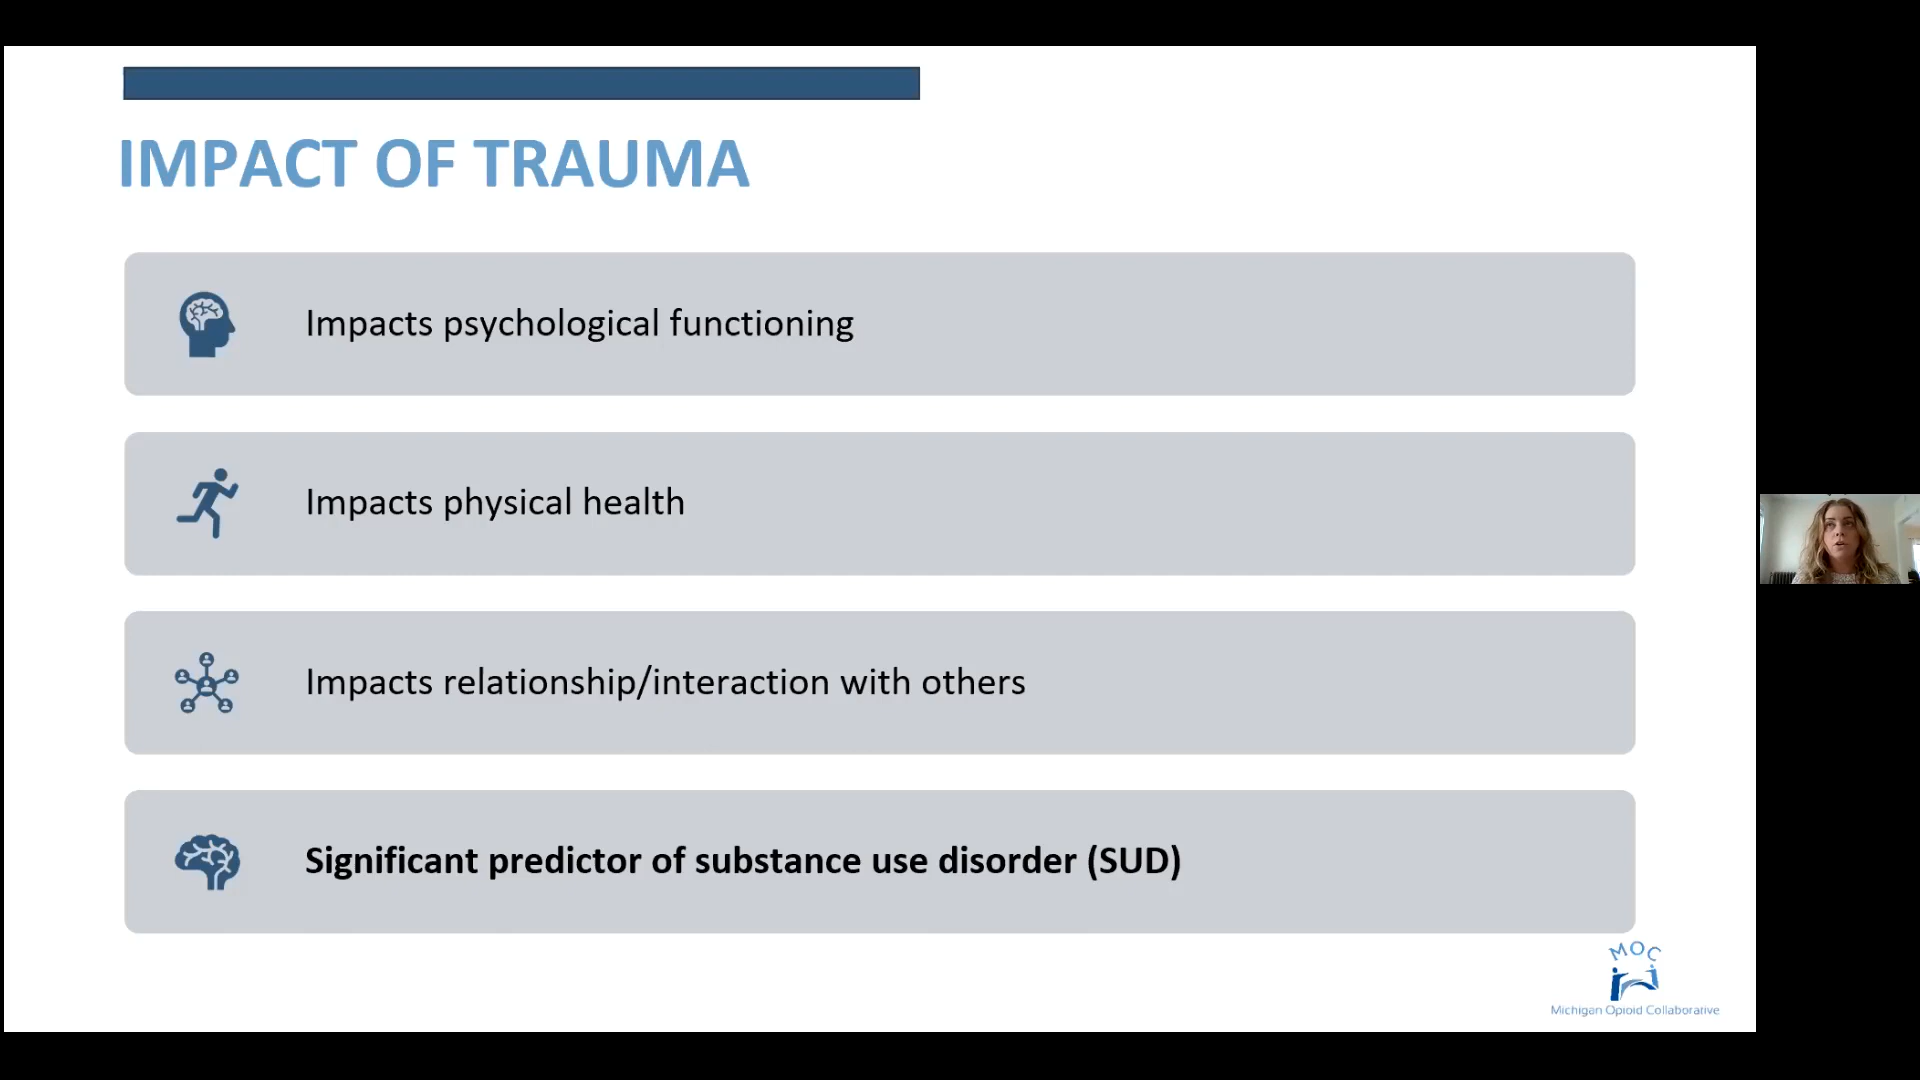 IMPACT OF TRAUMA
Impacts psychological functioning
Impacts physical health
Impacts relationship/interaction with others
Significant predictor of substance use disorder (SUD)
MOC
Michigan Opioid Collaborative